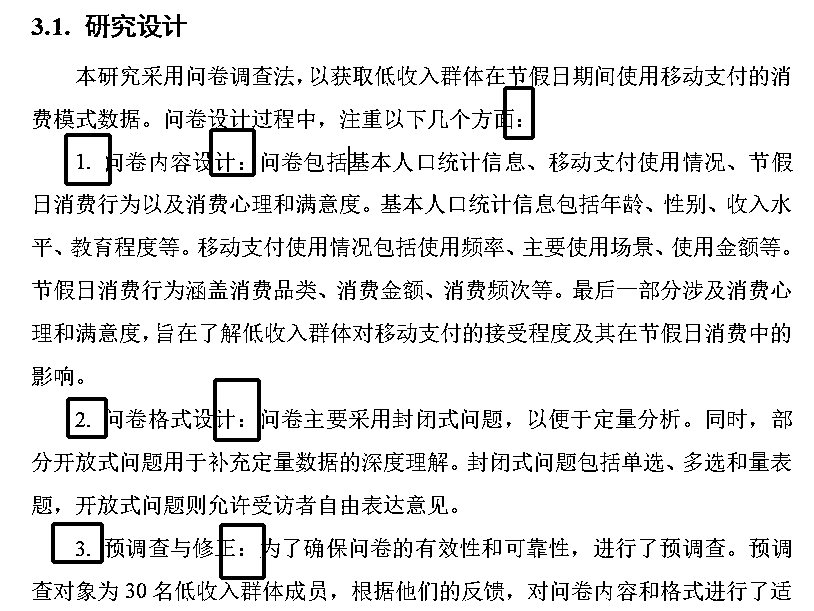 3.1. 研究设计
本研究采用问卷调查法，以获取低收入群体在节假日期间使用移动支付的消
费模式数据。问卷设计过程中，注重以下几个方面：
1. 问卷内容设计：问卷包括基本人口统计信息、移动支付使用情况、节假
日消费行为以及消费心理和满意度。基本人口统计信息包括年龄、性别、收入水
平、教育程度等。移动支付使用情况包括使用频率、主要使用场景、使用金额等。
节假日消费行为涵盖消费品类、消费金额、消费频次等。最后一部分涉及消费心
理和满意度，旨在了解低收入群体对移动支付的接受程度及其在节假日消费中的
影响。
2. 问卷格式设计：问卷主要采用封闭式问题，以便于定量分析。同时，部
分开放式问题用于补充定量数据的深度理解。封闭式问题包括单选、多选和量表
题，开放式问题则允许受访者自由表达意见。
3. 预调查与修正：为了确保问卷的有效性和可靠性，进行了预调查。预调
查对象为 30 名低收入群体成员，根据他们的反馈，对问卷内容和格式进行了适